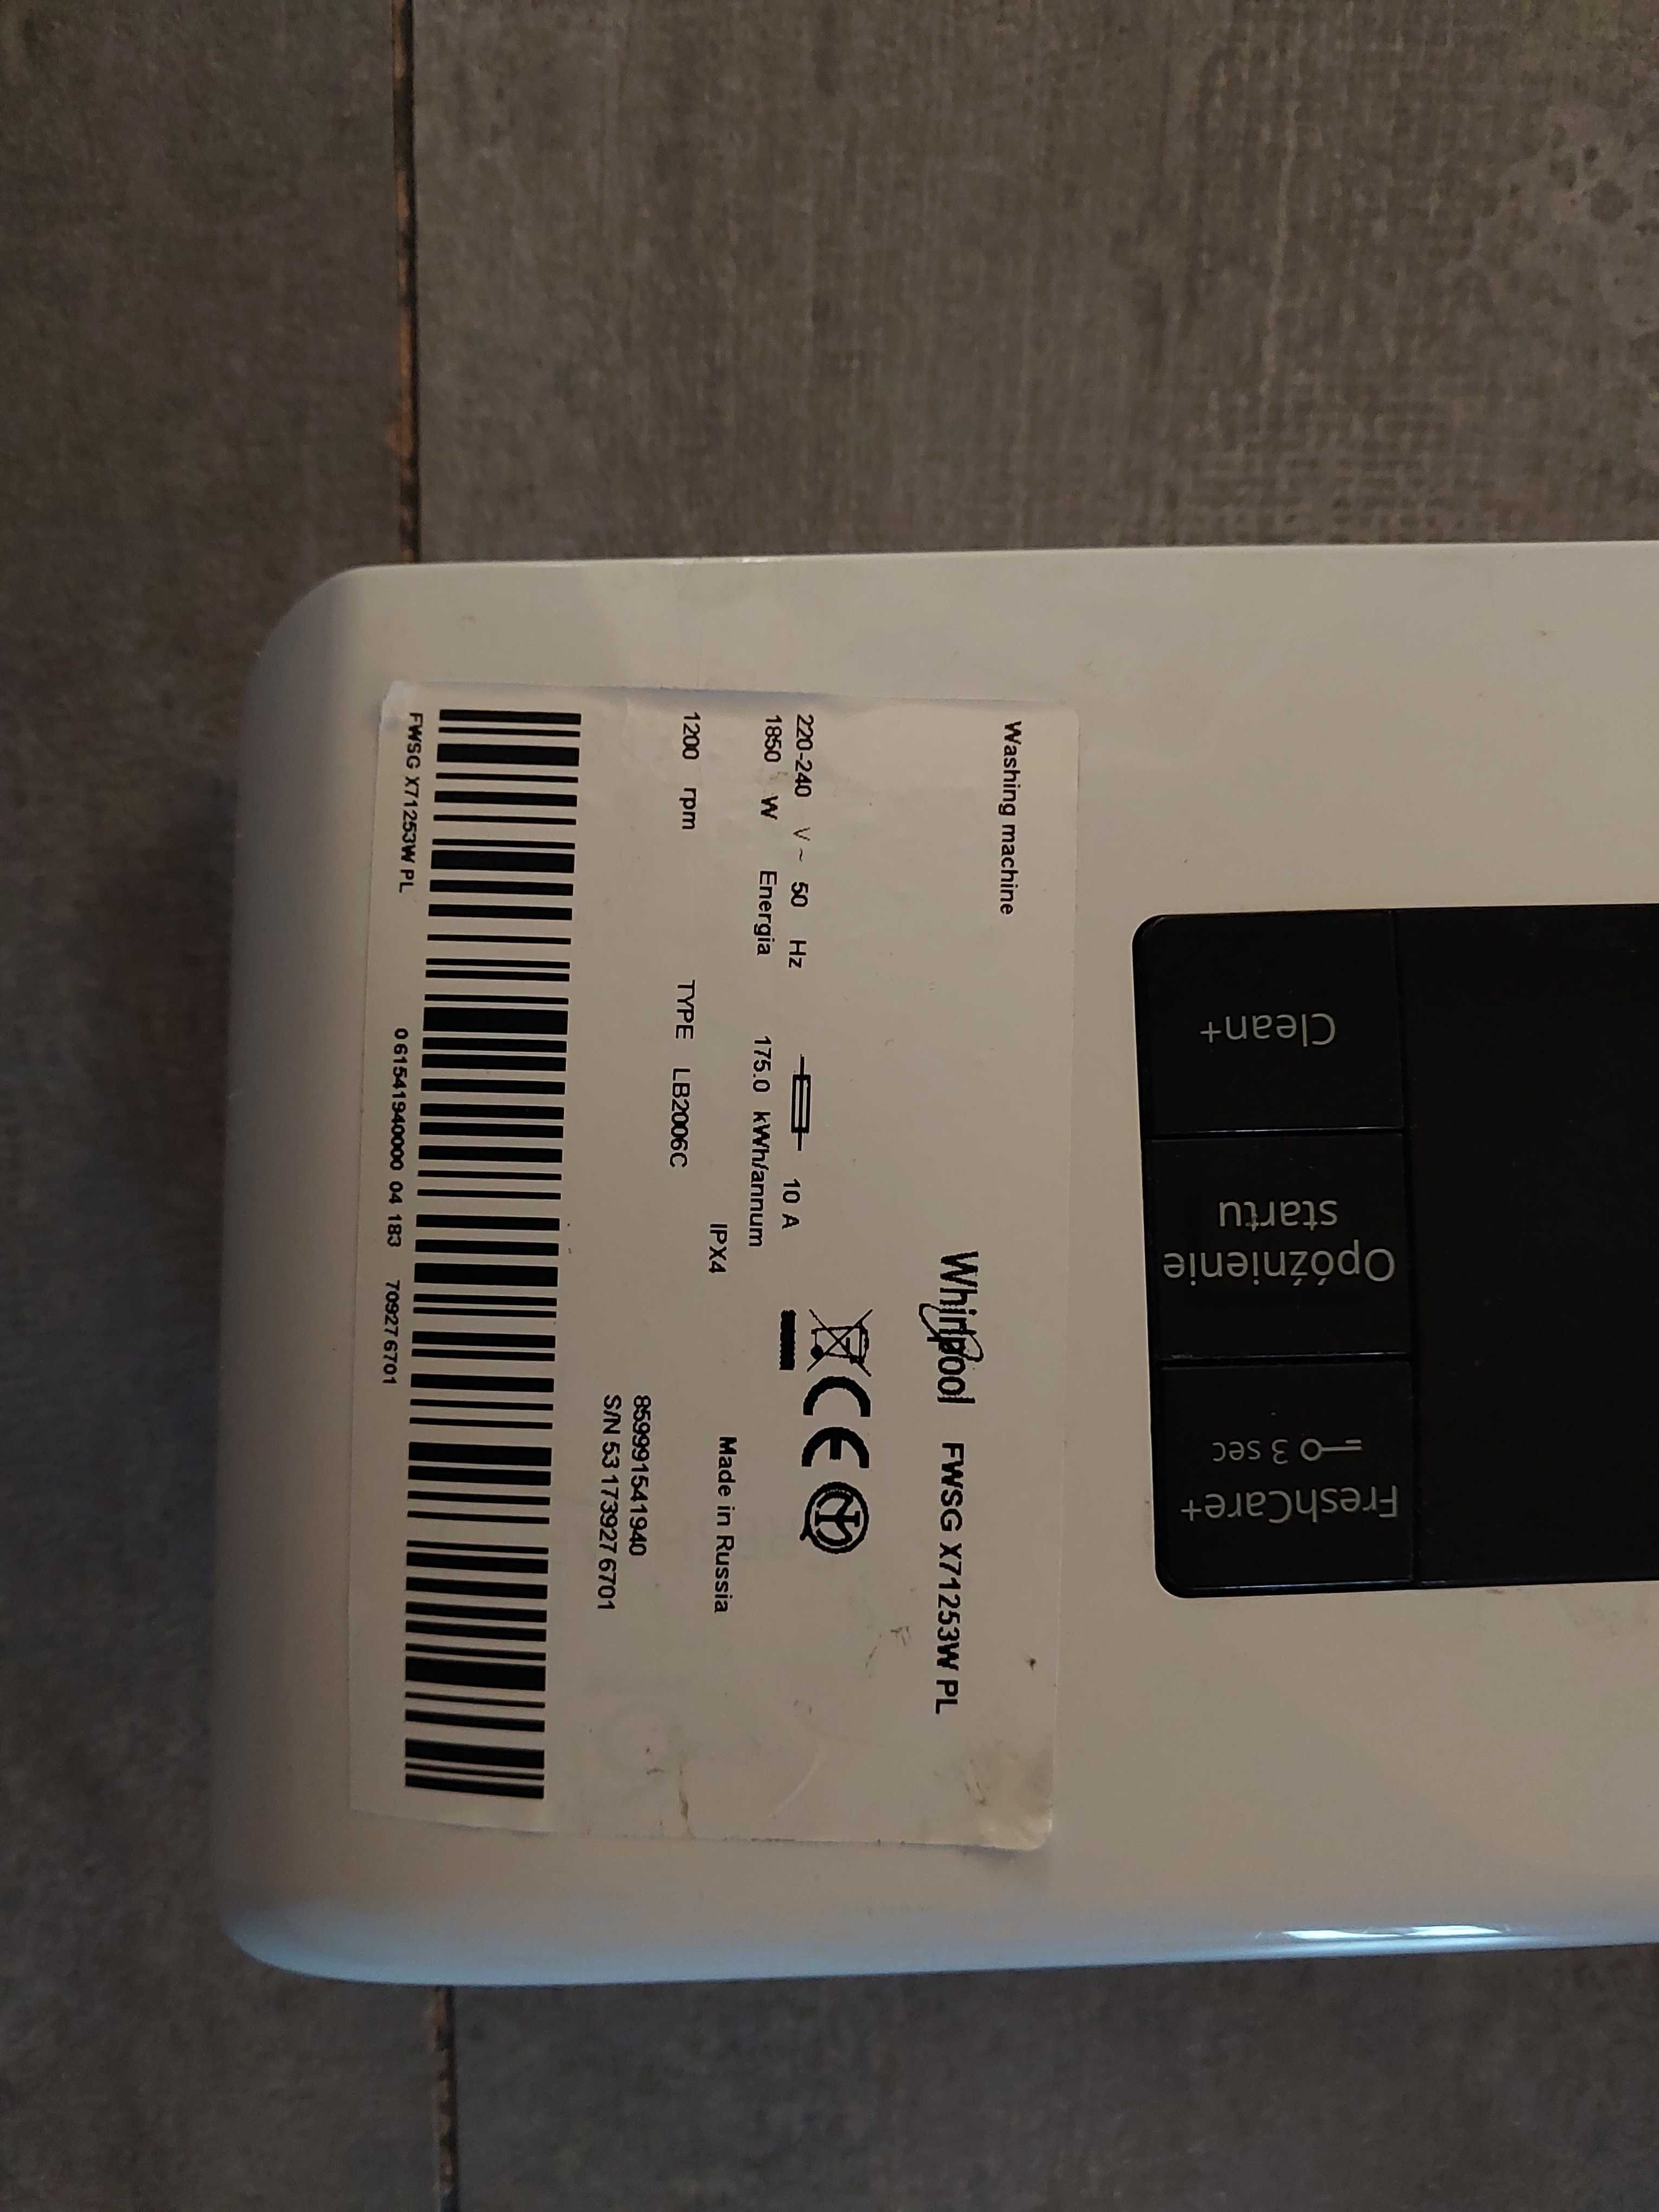 Washing machine
Whirlpool FWSG X71253W PL
220-240 V ~ 50 Hz 10 A
1850 W Energia 175.0 kWh/annum
IPX4 Made in Russia
1200 rpm TYPE LB2006C
859991541940
S/N 53 173927 6701
FWSG X71253W PL 0 61541940000 04 183 70927 6701
FreshCare+
3 sec
Opóźnienie
startu
Clean+